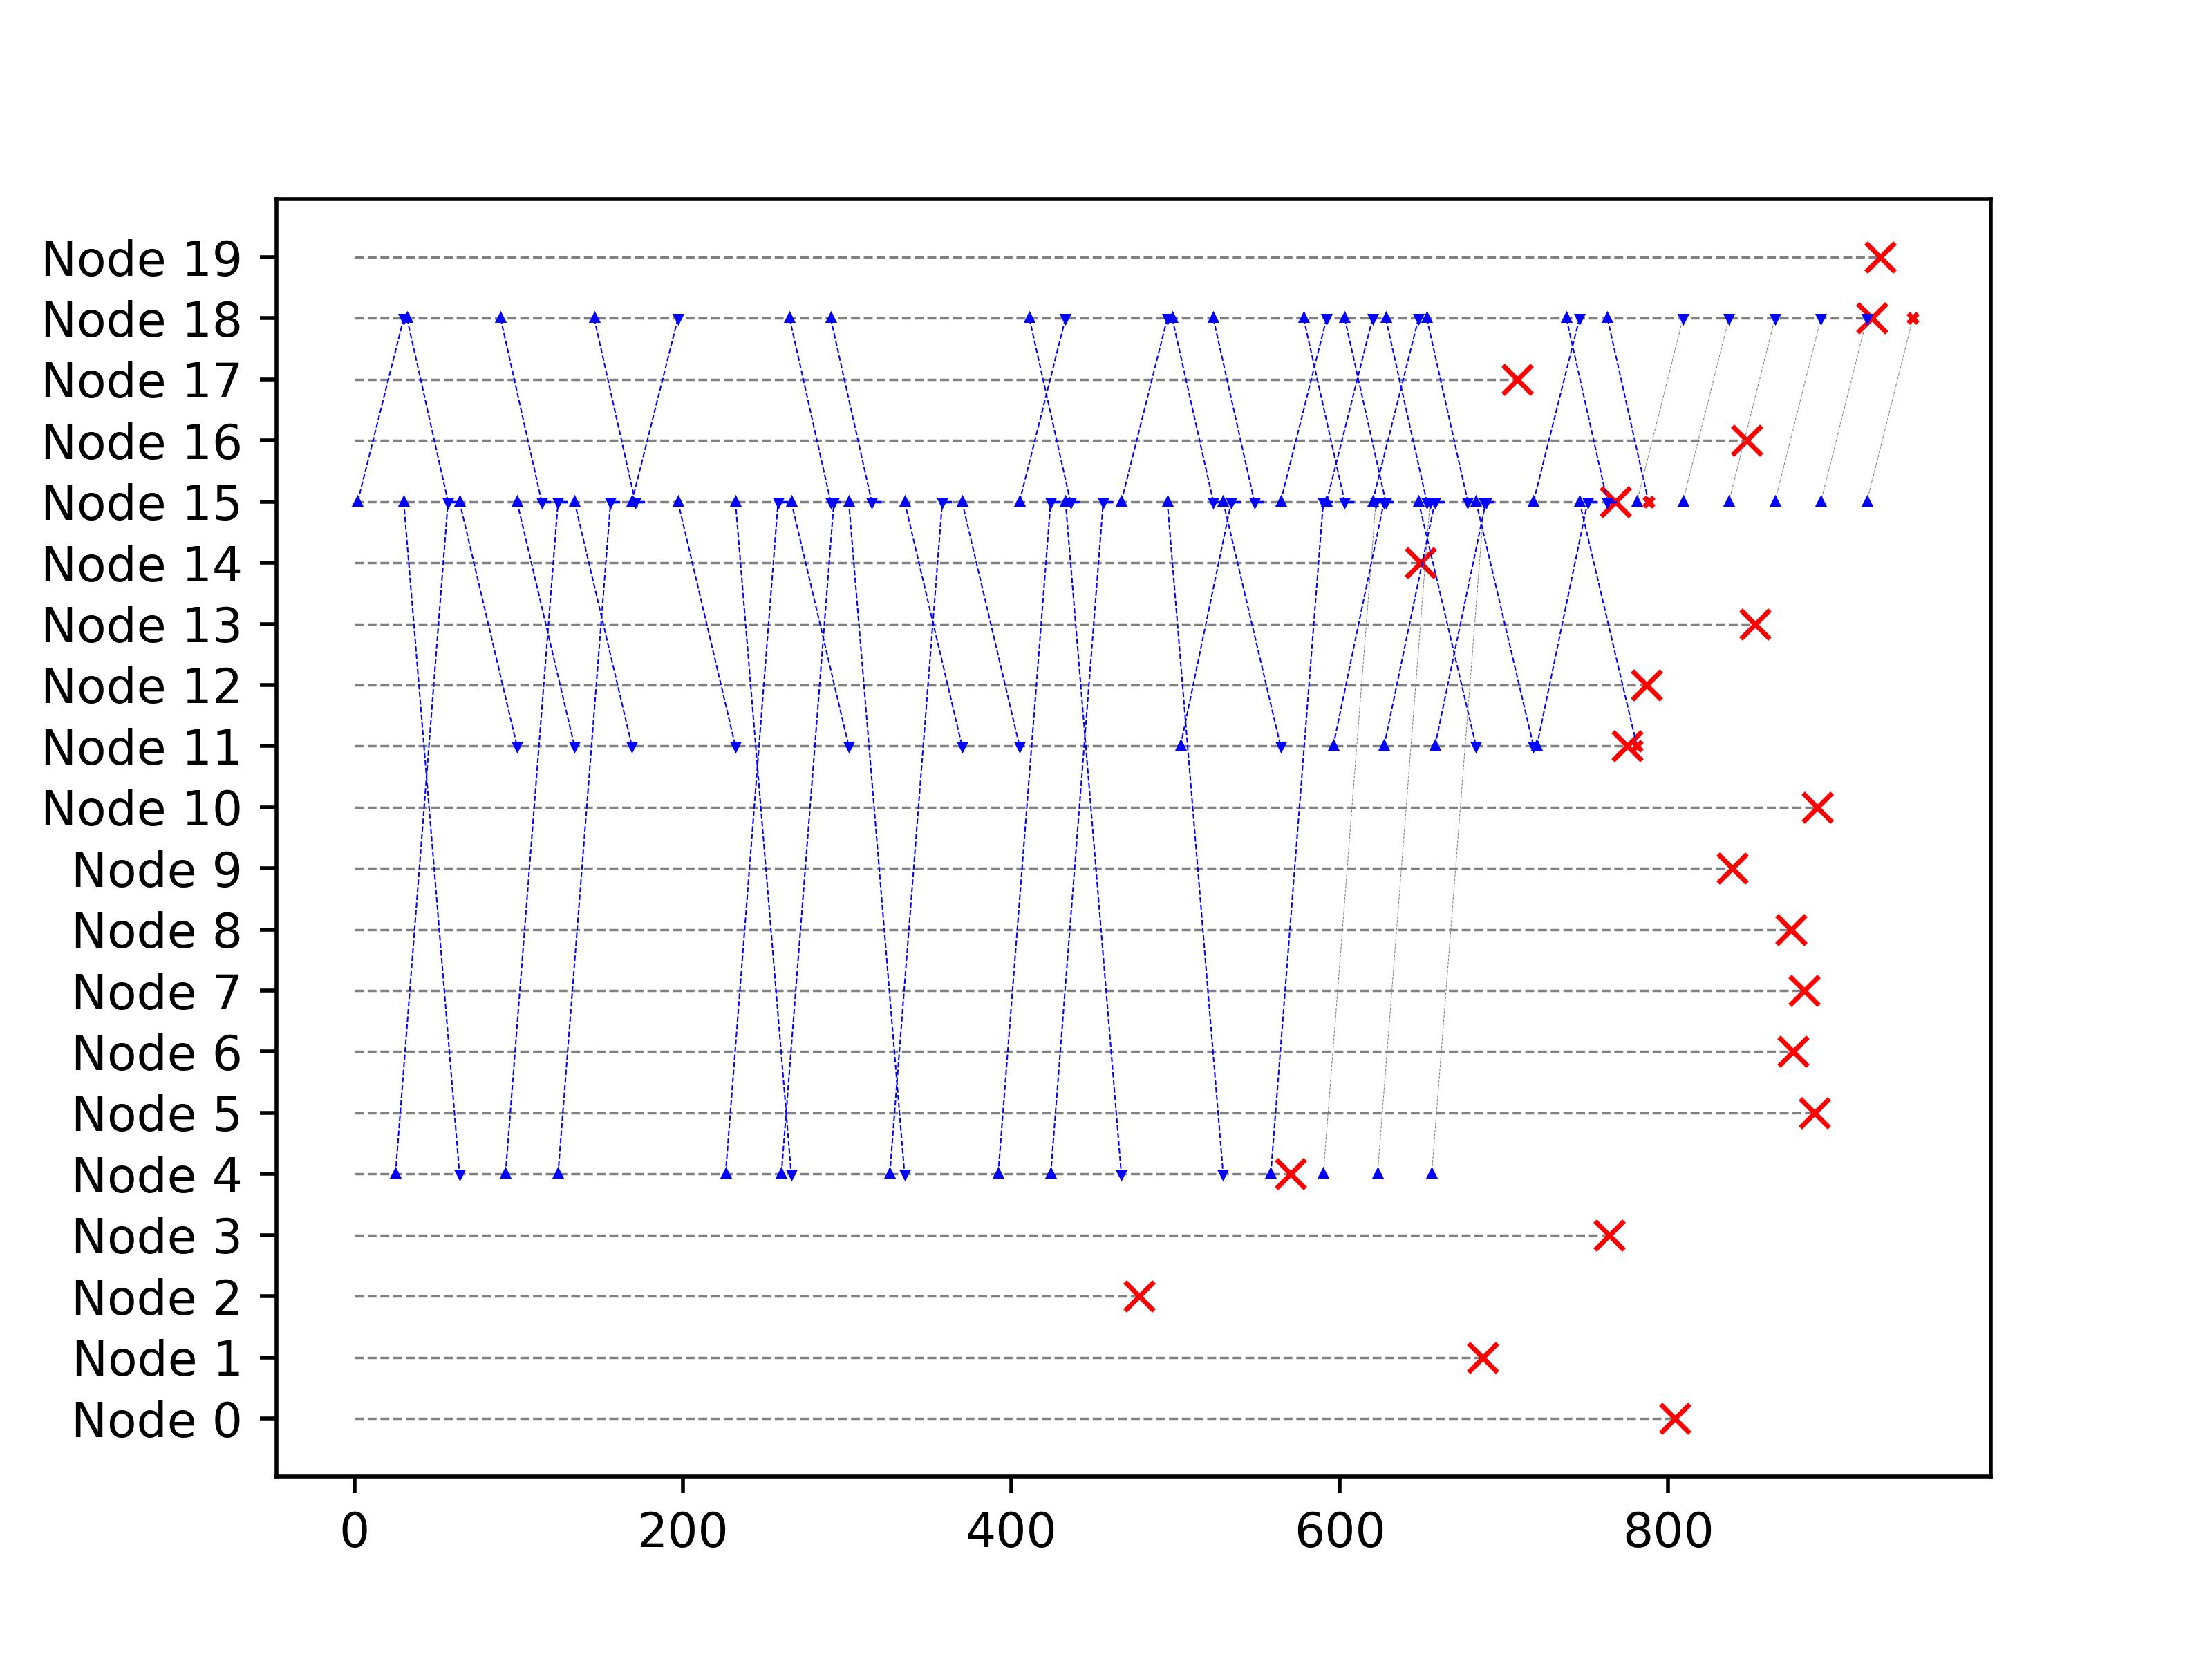 Node 19
Node 18
Node 17
Node 16
Node 15
Node 14
Node 13
Node 12
Node 11
Node 10
Node 9
Node 8
Node 7
Node 6
Node 5
Node 4
Node 3
Node 2
Node 1
Node 0
0 200 400 600 800